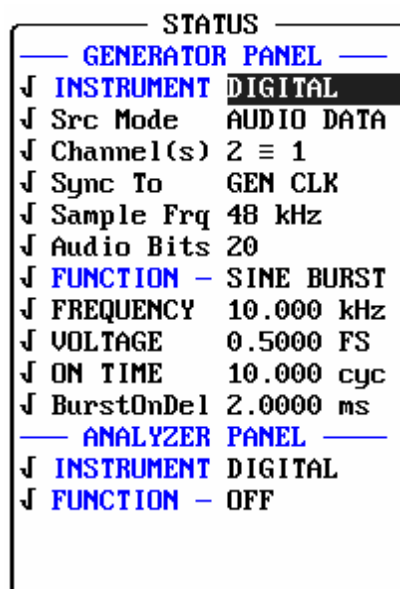 STATUS
GENERATOR PANEL
√ INSTRUMENT DIGITAL
√ Src Mode AUDIO DATA
√ Channel(s) 2 ≡ 1
√ Sync To GEN CLK
√ Sample Frq 48 kHz
√ Audio Bits 20
√ FUNCTION – SINE BURST
√ FREQUENCY 10.000 kHz
√ VOLTAGE 0.5000 FS
√ ON TIME 10.000 cyc
√ BurstOnDel 2.0000 ms
ANALYZER PANEL
√ INSTRUMENT DIGITAL
√ FUNCTION – OFF